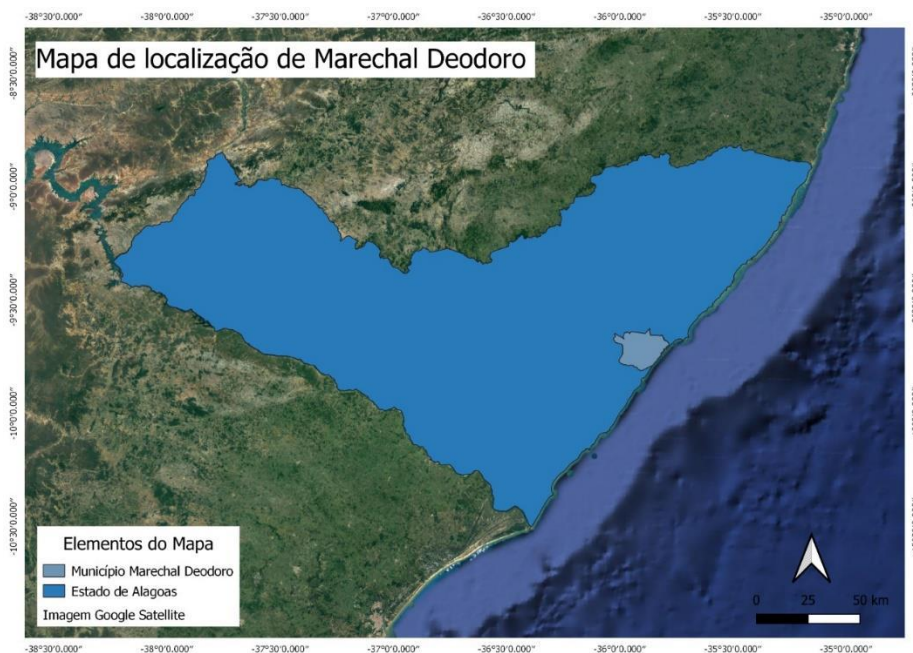 -38°30'0.000" -38°0'0.000" -37°30'0.000" -37°0'0.000" -36°30'0.000" -36°0'0.000" -35°30'0.000" -35°0'0.000"
Mapa de localização de Marechal Deodoro
-8°30'0.000"
-9°0'0.000"
-9°30'0.000"
-10°0'0.000"
-10°30'0.000"
Elementos do Mapa
Município Marechal Deodoro
Estado de Alagoas
Imagem Google Satellite
0 25 50 km
-38°30'0.000" -38°0'0.000" -37°30'0.000" -37°0'0.000" -36°30'0.000" -36°0'0.000" -35°30'0.000" -35°0'0.000"